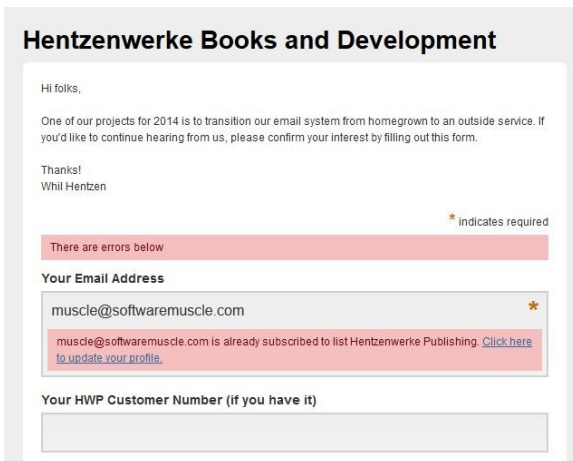 Hentzenwerke Books and Development
Hi folks,
One of our projects for 2014 is to transition our email system from homegrown to an outside service. If
you'd like to continue hearing from us, please confirm your interest by filling out this form.
Thanks!
Whil Hentzen
* indicates required
There are errors below
Your Email Address
muscle@softwaremuscle.com *
muscle@softwaremuscle.com is already subscribed to list Hentzenwerke Publishing. Click here
to update your profile.
Your HWP Customer Number (if you have it)